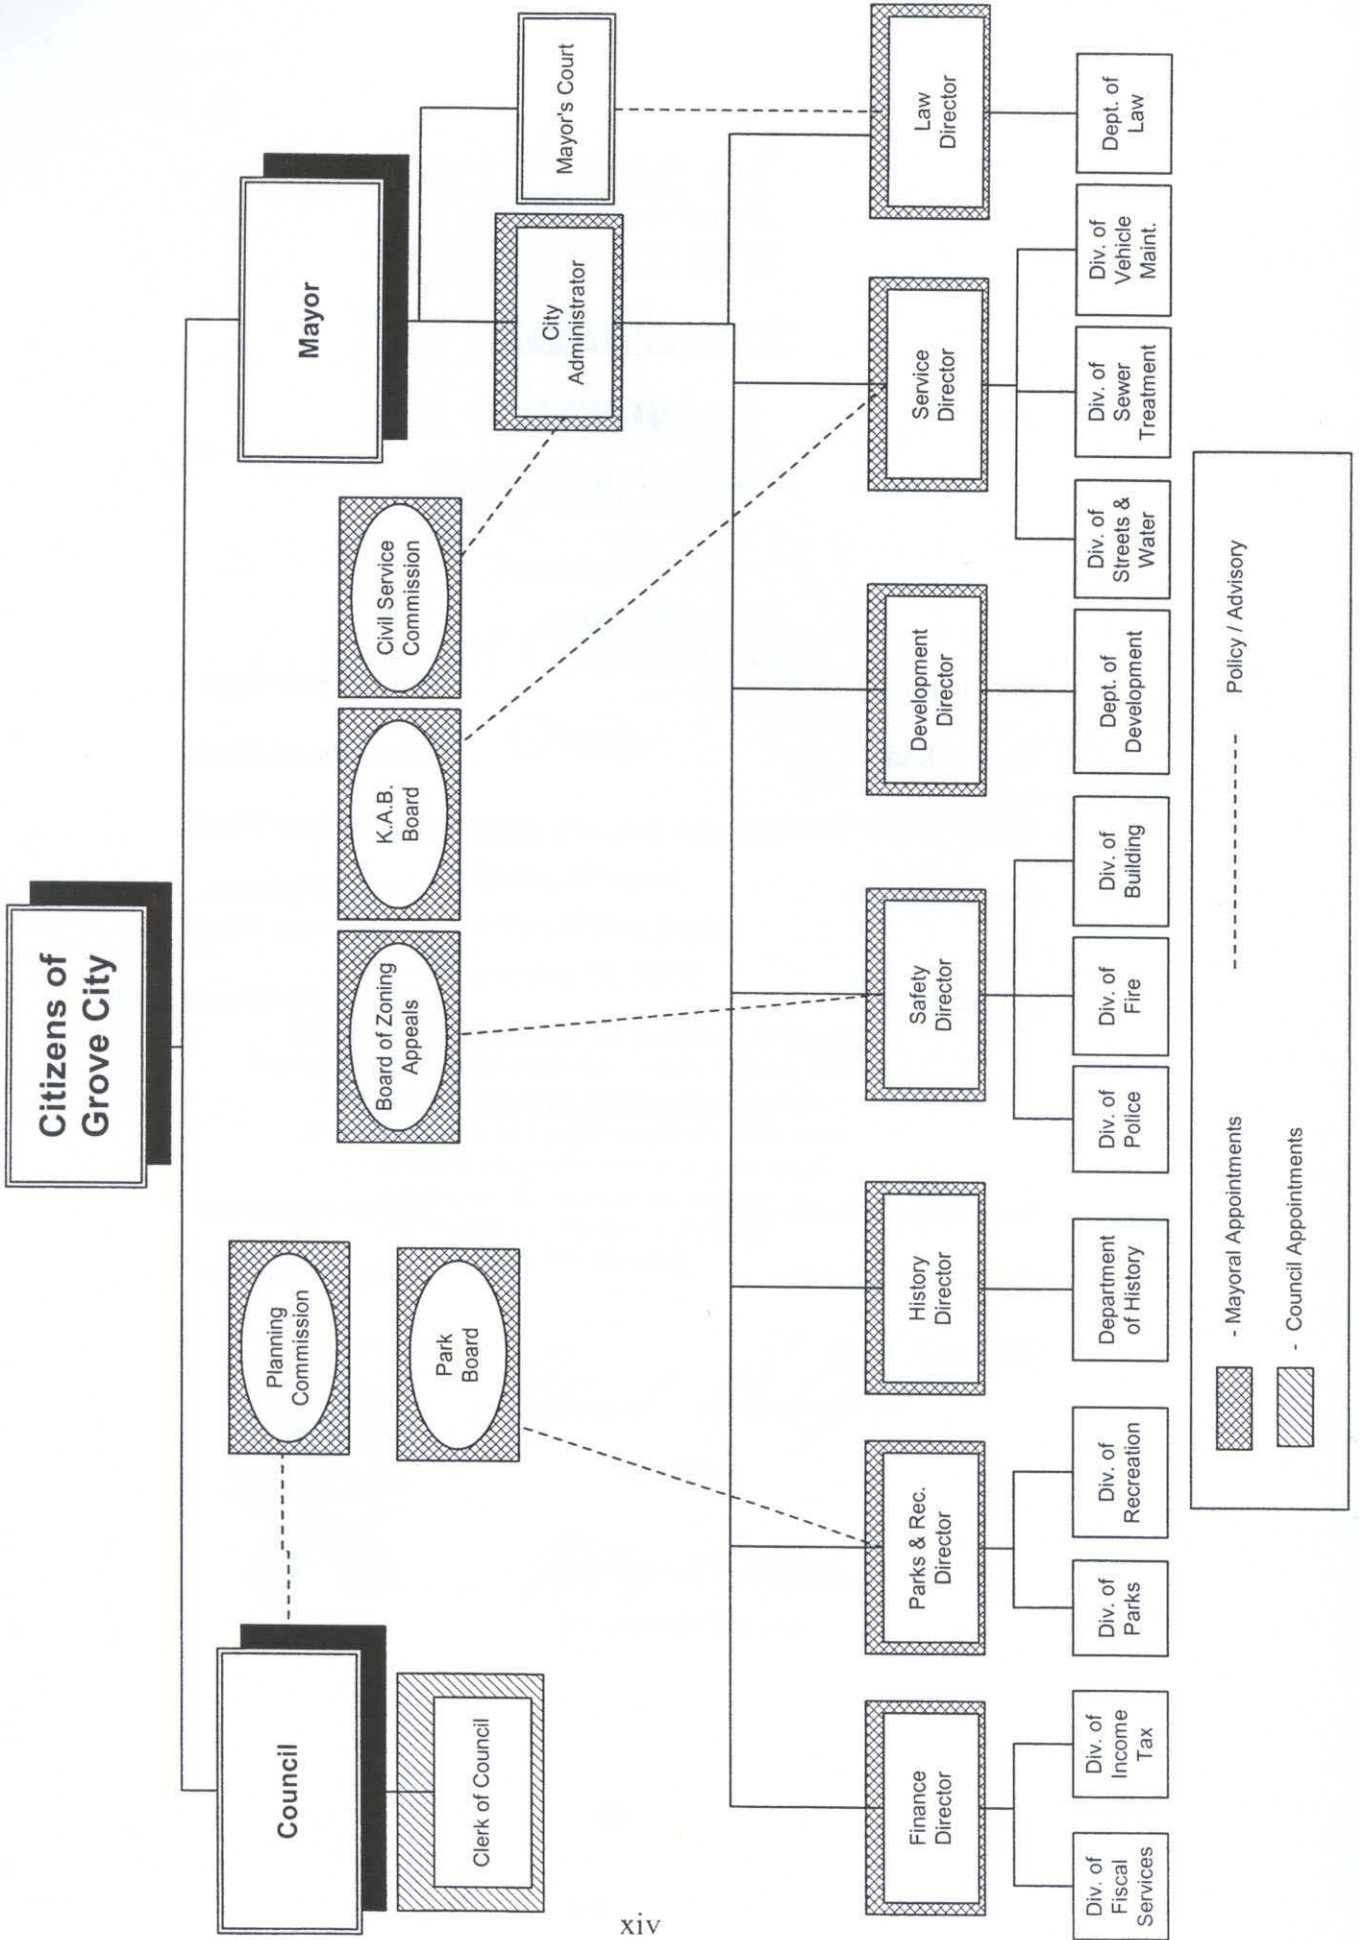 Citizens of
Grove City
Council
Mayor
Planning
Commission
Park
Board
Board of Zoning
Appeals
K.A.B.
Board
Civil Service
Commission
Clerk of Council
City
Administrator
Mayor's Court
Finance
Director
Parks & Rec.
Director
History
Director
Safety
Director
Development
Director
Service
Director
Law
Director
Div. of
Fiscal
Services
Div. of
Income
Tax
Div. of
Parks
Div. of
Recreation
Department
of History
Div. of
Police
Div. of
Fire
Div. of
Building
Dept. of
Development
Div. of
Streets &
Water
Div. of
Sewer
Treatment
Div. of
Vehicle
Maint.
Dept. of
Law
- Mayoral Appointments
- Council Appointments
Policy / Advisory
xiv